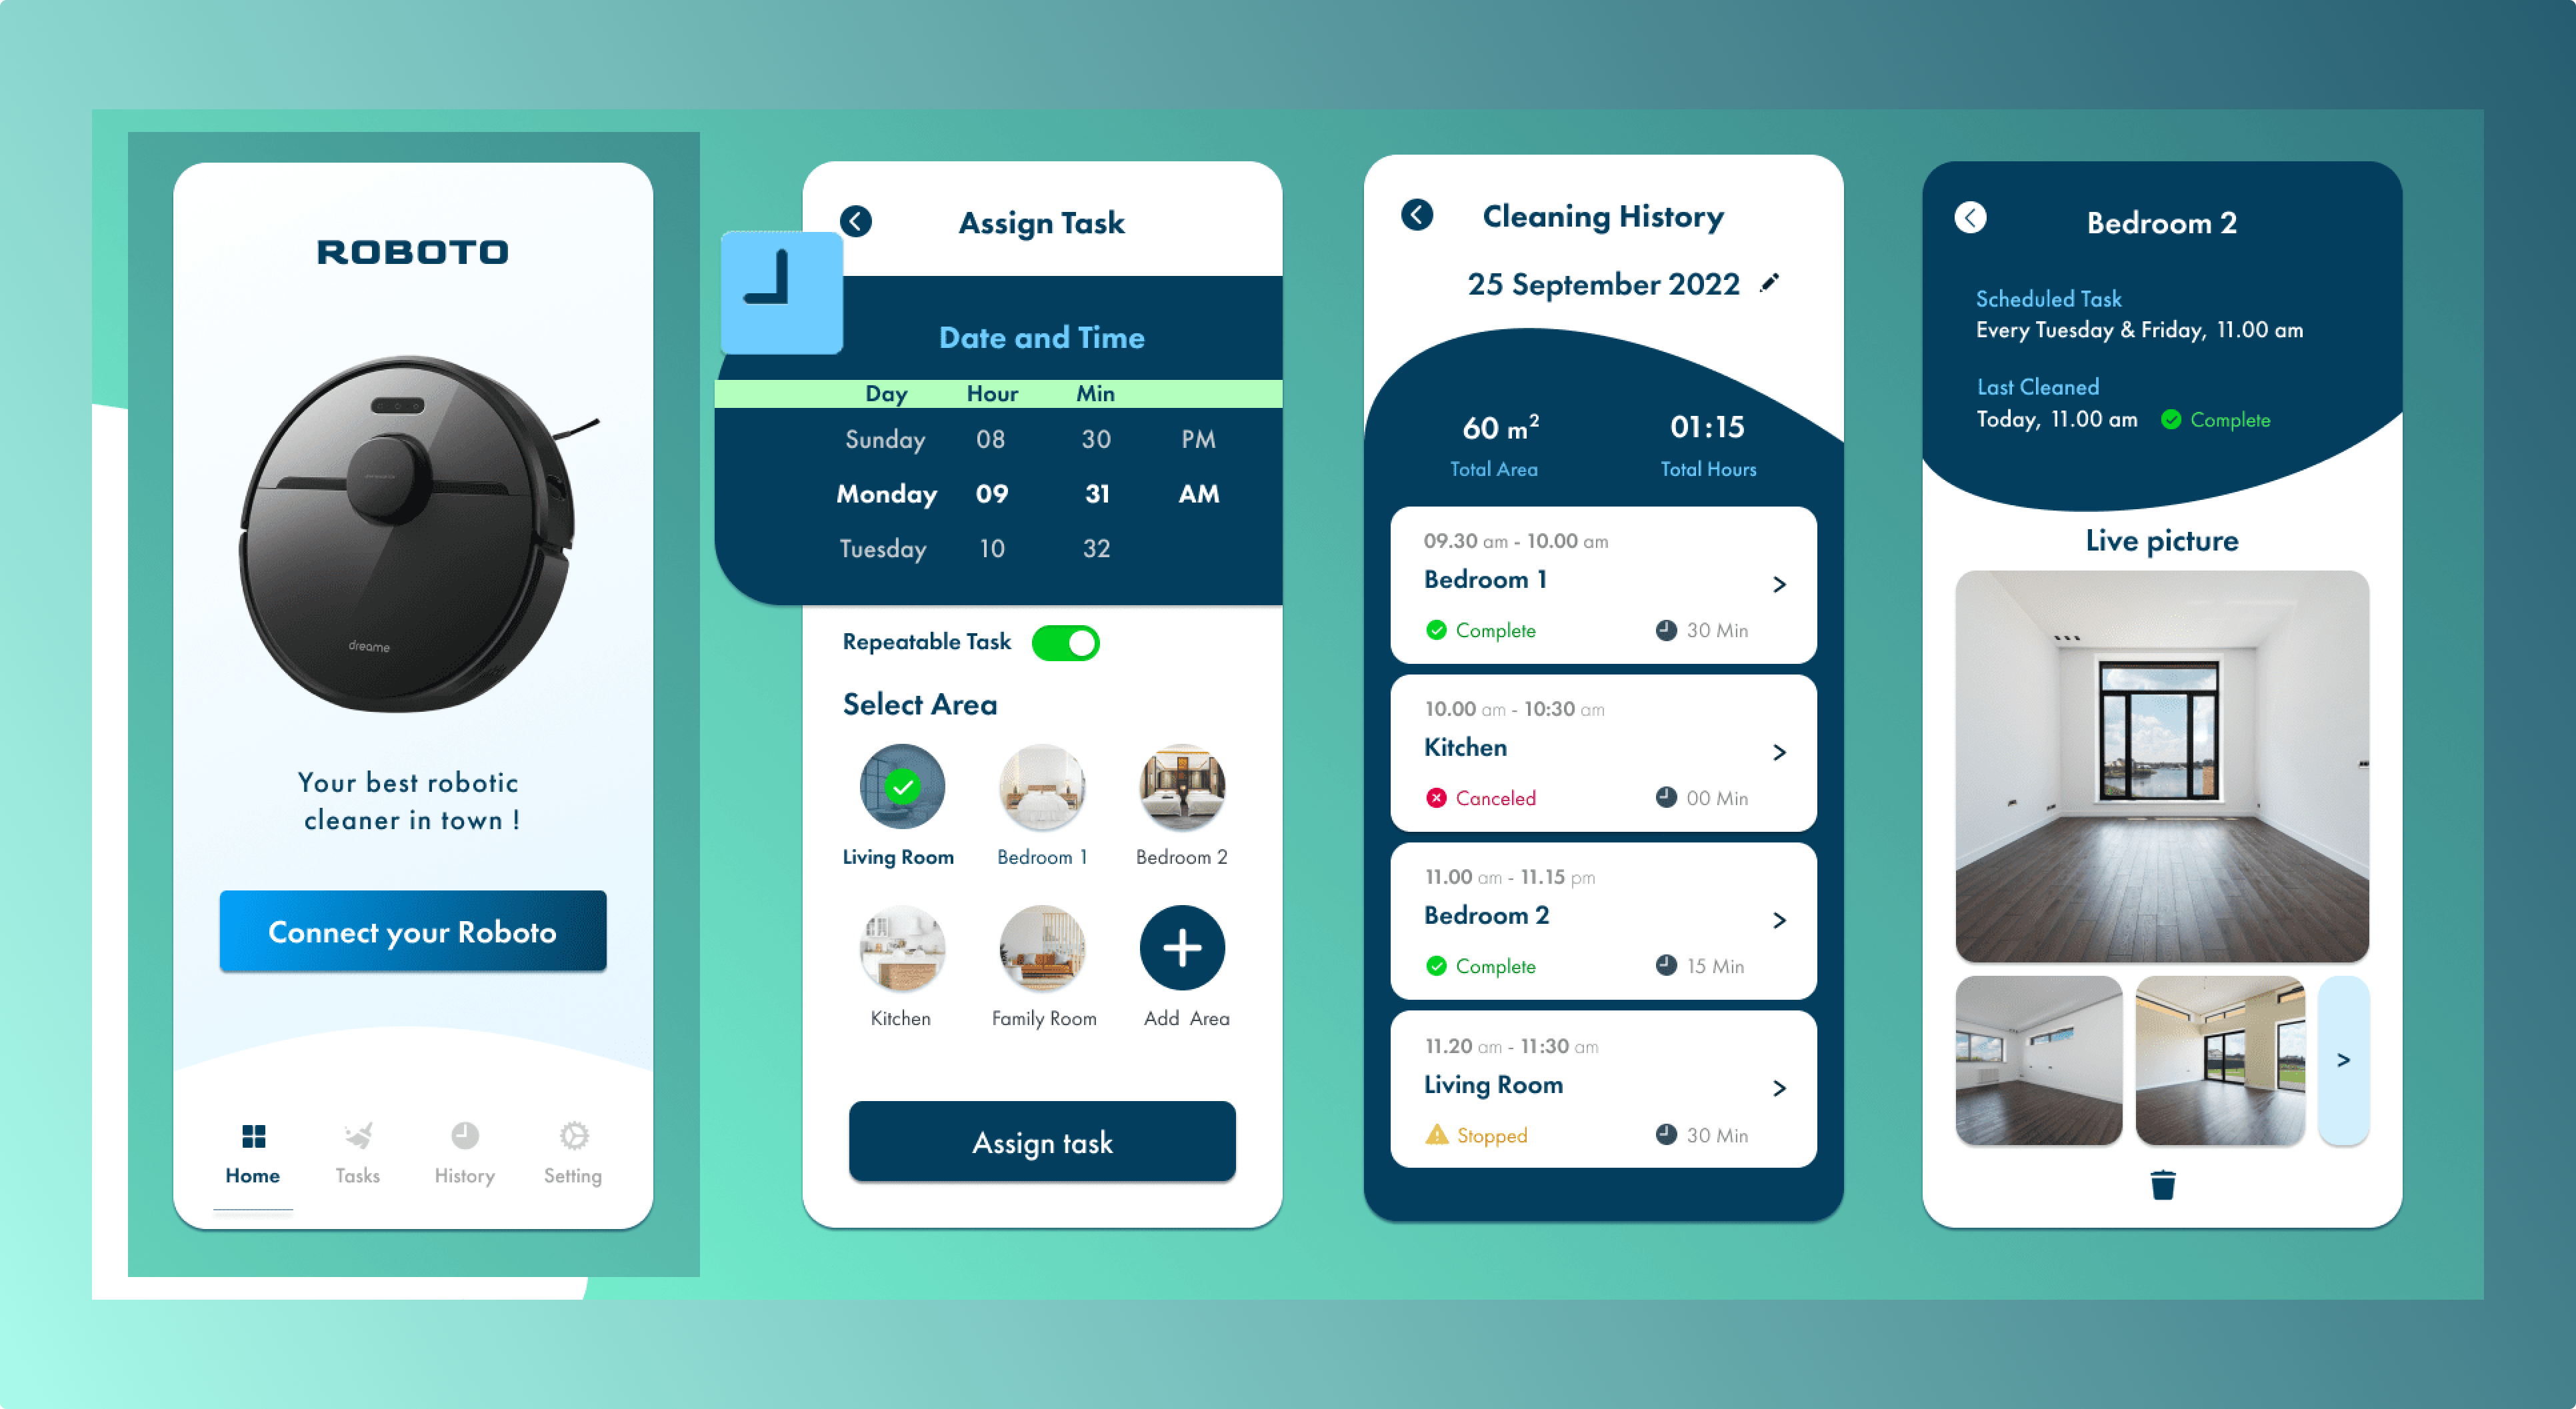 ROBOTO
dreame
Your best robotic
cleaner in town !
Connect your Roboto
Home Tasks History Setting
Assign Task
Date and Time
Day Hour Min
Sunday 08 30 PM
Monday 09 31 AM
Tuesday 10 32
Repeatable Task
Select Area
Living Room Bedroom 1 Bedroom 2
Kitchen Family Room Add Area
Assign task
Cleaning History
25 September 2022
60 m² 01:15
Total Area Total Hours
09.30 am - 10.00 am
Bedroom 1 >
Complete 30 Min
10.00 am - 10:30 am
Kitchen >
Canceled 00 Min
11.00 am - 11.15 pm
Bedroom 2 >
Complete 15 Min
11.20 am - 11:30 am
Living Room >
Stopped 30 Min
Bedroom 2
Scheduled Task
Every Tuesday & Friday, 11.00 am
Last Cleaned
Today, 11.00 am Complete
Live picture
>